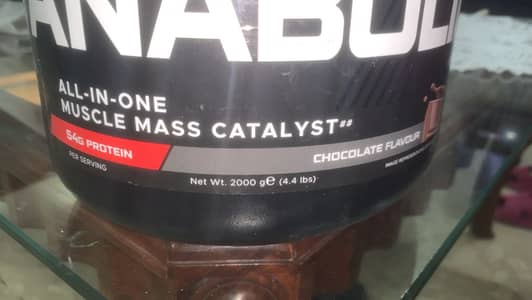 ANABOL
ALL-IN-ONE
MUSCLE MASS CATALYST##
54G PROTEIN
PER SERVING
CHOCOLATE FLAVOUR
Net Wt. 2000 g℮ (4.4 lbs)